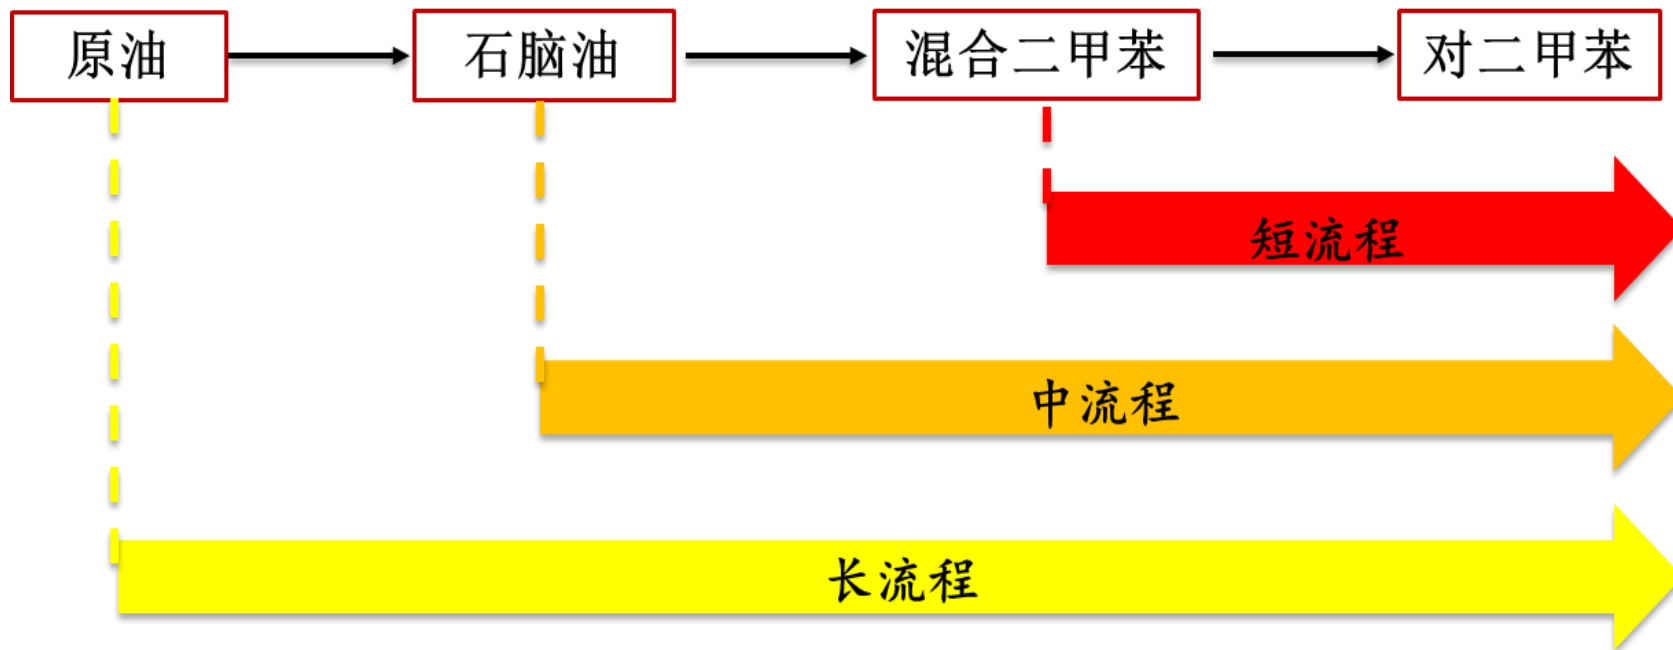 原油
石脑油
混合二甲苯
对二甲苯
短流程
中流程
长流程